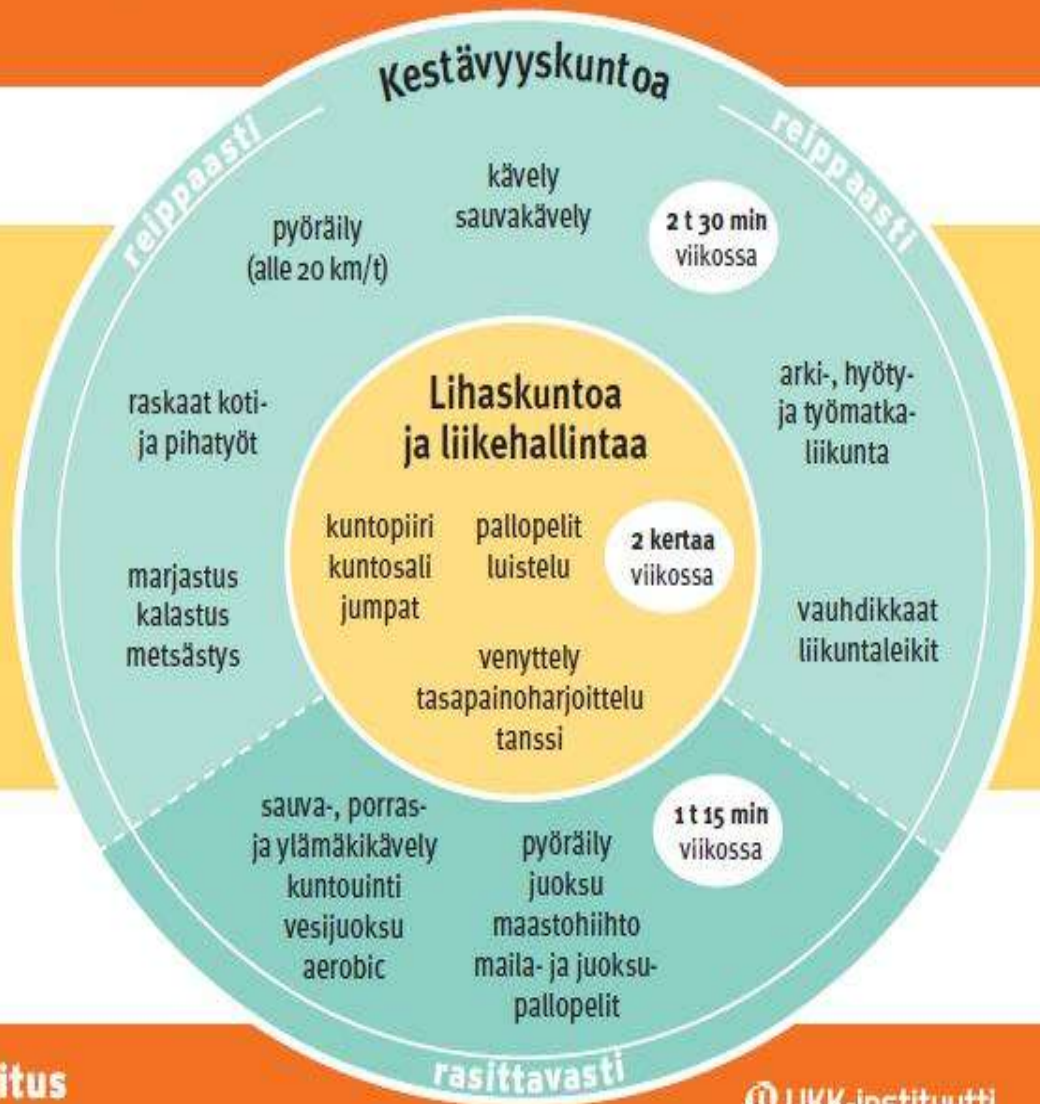 Kestävyyskuntoa
reippaasti
reippaasti
kävely
sauvakävely
pyöräily
(alle 20 km/t)
2 t 30 min
viikossa
raskaat koti-
ja pihatyöt
arki-, hyöty-
ja työmatka-
liikunta
marjastus
kalastus
metsästys
vauhdikkaat
liikuntaleikit
Lihaskuntoa
ja liikehallintaa
kuntopiiri
kuntosali
jumpat
pallopelit
luistelu
2 kertaa
viikossa
venyttely
tasapainoharjoittelu
tanssi
sauva-, porras-
ja ylämäkikävely
kuntouinti
vesijuoksu
aerobic
pyöräily
juoksu
maastohiihto
maila- ja juoksu-
pallopelit
1 t 15 min
viikossa
rasittavasti
itus
UKK-instituutti